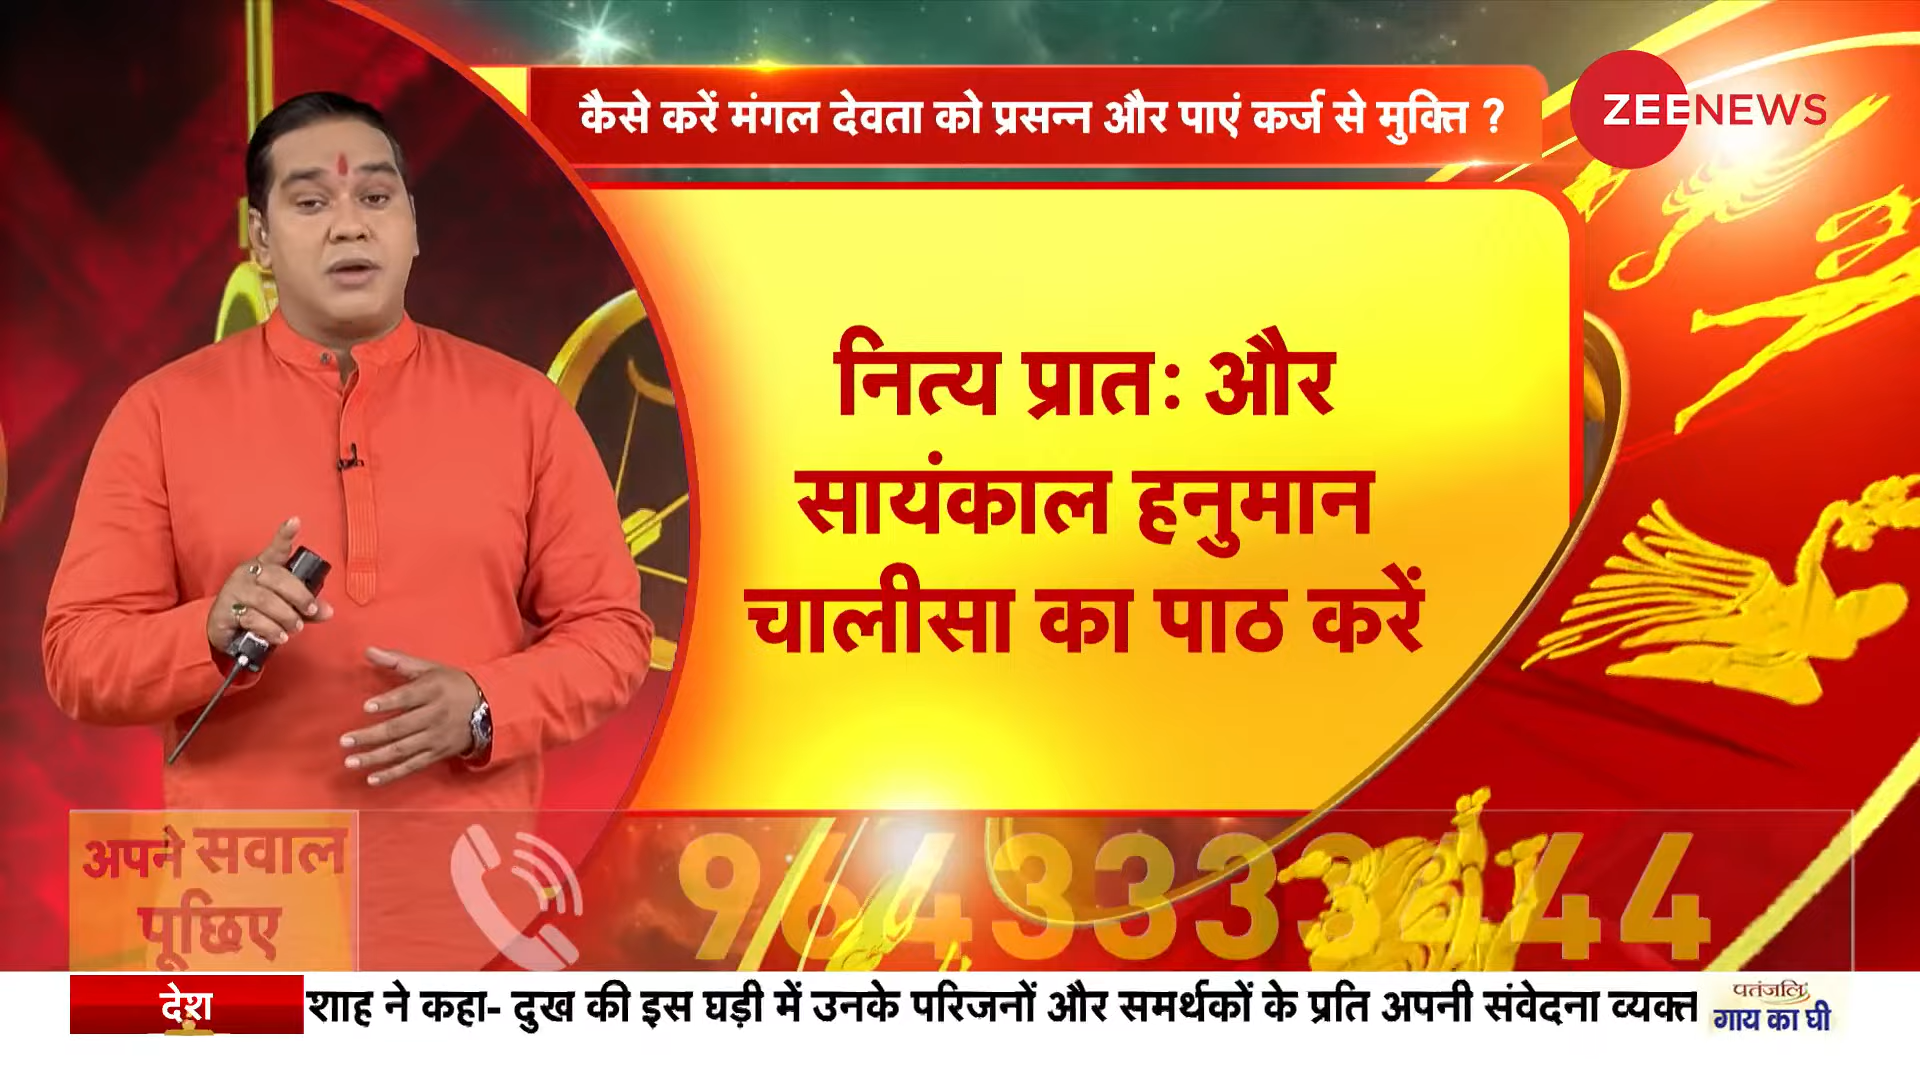 कैसे करें मंगल देवता को प्रसन्न और पाएं कर्ज से मुक्ति ?
ZEENEWS
नित्य प्रातः और
सायंकाल हनुमान
चालीसा का पाठ करें
अपने सवाल
पूछिए
9643333444
देश
शाह ने कहा- दुख की इस घड़ी में उनके परिजनों और समर्थकों के प्रति अपनी संवेदना व्यक्त
पतंजलि
गाय का घी